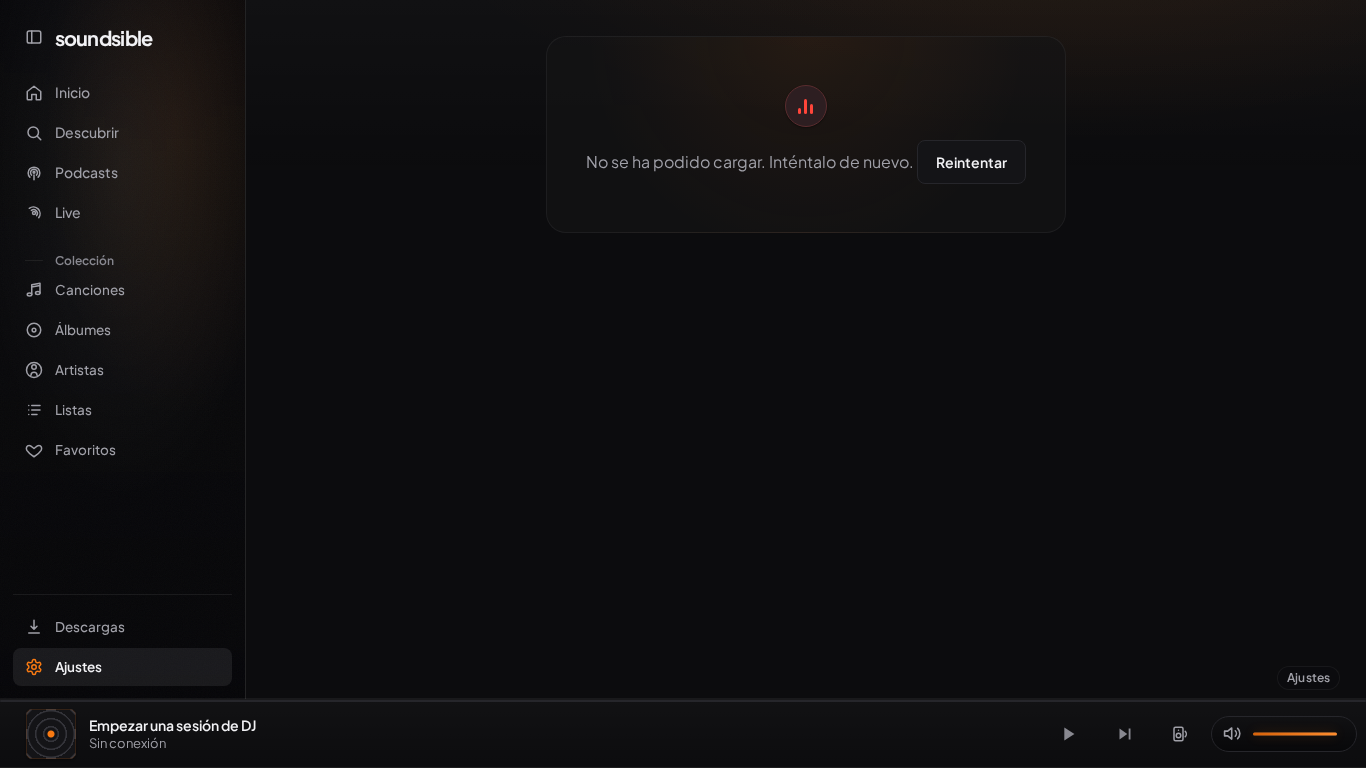 soundsible
Inicio
Descubrir
Podcasts
Live
Colección
Canciones
Álbumes
Artistas
Listas
Favoritos
Descargas
Ajustes
No se ha podido cargar. Inténtalo de nuevo.
Reintentar
Ajustes
Empezar una sesión de DJ
Sin conexión